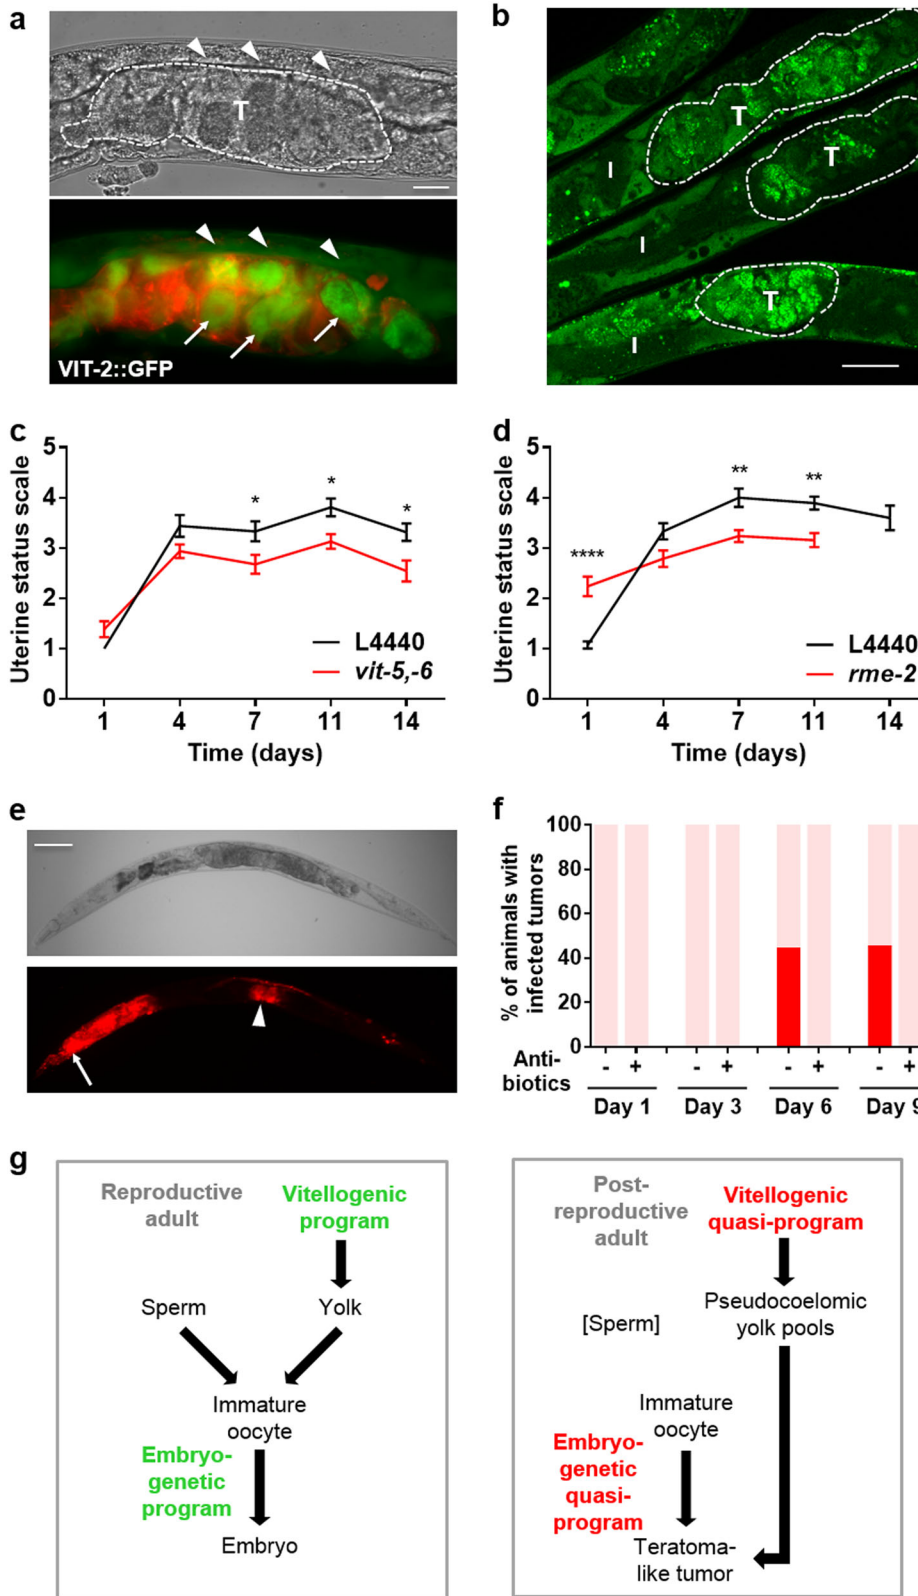 a
T
VIT-2::GFP
b
T
T
T
I
I
I
c
Uterine status scale
5
4
3
2
1
0
*
*
*
L4440
vit-5,-6
1 4 7 11 14
Time (days)
d
Uterine status scale
5
4
3
2
1
0
****
**
**
L4440
rme-2
1 4 7 11 14
Time (days)
e
f
% of animals with
infected tumors
100
80
60
40
20
0
Anti-
biotics
- + - + - + - +
Day 1 Day 3 Day 6 Day 9
g
Reproductive
adult
Vitellogenic
program
Sperm
Yolk
Immature
oocyte
Embryo-
genetic
program
Embryo
Post-
reproductive
adult
Vitellogenic
quasi-program
[Sperm]
Pseudocoelomic
yolk pools
Immature
oocyte
Embryo-
genetic
quasi-
program
Teratoma-
like tumor